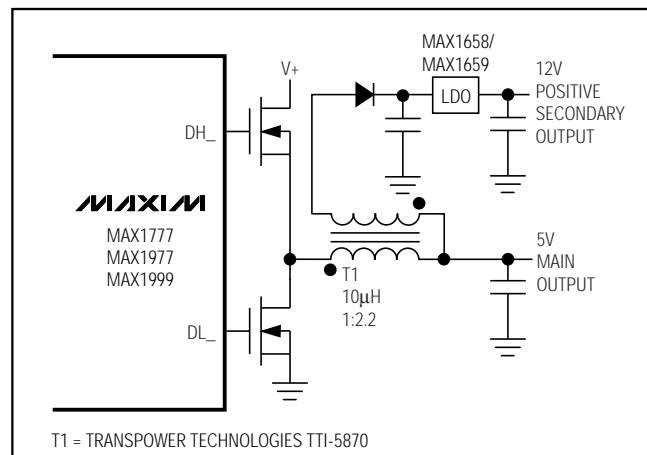 MAX1658/
MAX1659
V+
12V
POSITIVE
SECONDARY
OUTPUT
LDO
DH_
MAXIM
MAX1777
MAX1977
MAX1999
5V
MAIN
OUTPUT
T1
10µH
1:2.2
DL_
T1 = TRANSPOWER TECHNOLOGIES TTI-5870